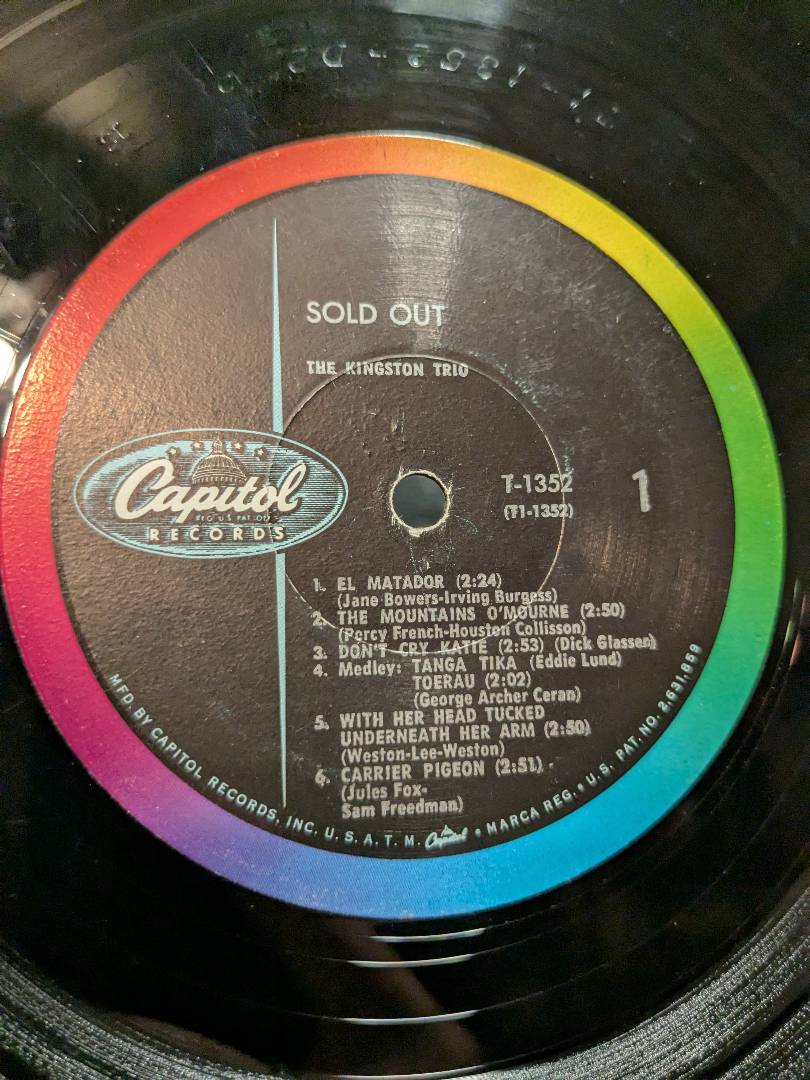 T1-1352-D2
SOLD OUT
THE KINGSTON TRIO
Capitol
REG U.S. PAT. OFF.
RECORDS
T-1352
(T1-1352)
1
1. EL MATADOR (2:24)
(Jane Bowers-Irving Burgess)
2. THE MOUNTAINS O'MOURNE (2:50)
(Percy French-Houston Collisson)
3. DON'T CRY KATIE (2:53) (Dick Glasser)
4. Medley: TANGA TIKA (Eddie Lund)
TOERAU (2:02)
(George Archer Ceran)
5. WITH HER HEAD TUCKED
UNDERNEATH HER ARM (2:50)
(Weston-Lee-Weston)
6. CARRIER PIGEON (2:51)
(Jules Fox-
Sam Freedman)
MFD. BY CAPITOL RECORDS, INC. U. S. A. T. M. Capitol • MARCA REG. • U. S. PAT. NO. 2,631,859